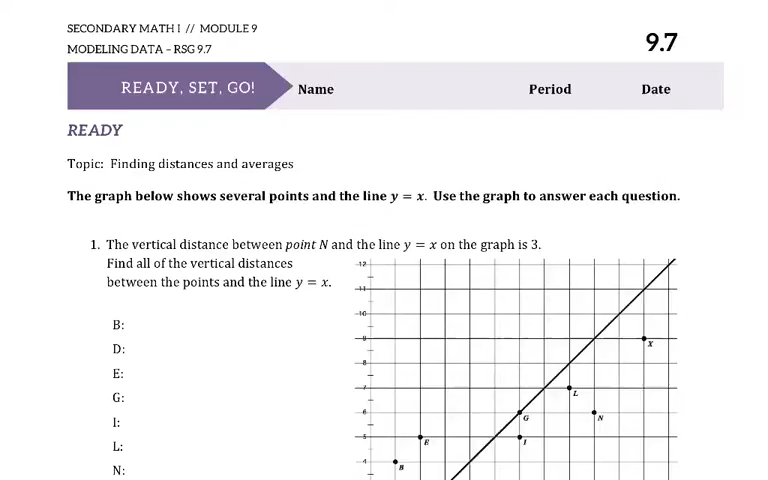 SECONDARY MATH I // MODULE 9
MODELING DATA – RSG 9.7
9.7
READY, SET, GO!
Name
Period
Date
READY
Topic: Finding distances and averages
The graph below shows several points and the line y = x. Use the graph to answer each question.
1. The vertical distance between point N and the line y = x on the graph is 3.
Find all of the vertical distances
between the points and the line y = x.
B:
D:
E:
G:
I:
L:
N:
12
11
10
9
8
7
6
5
4
X
L
G
N
E
I
B